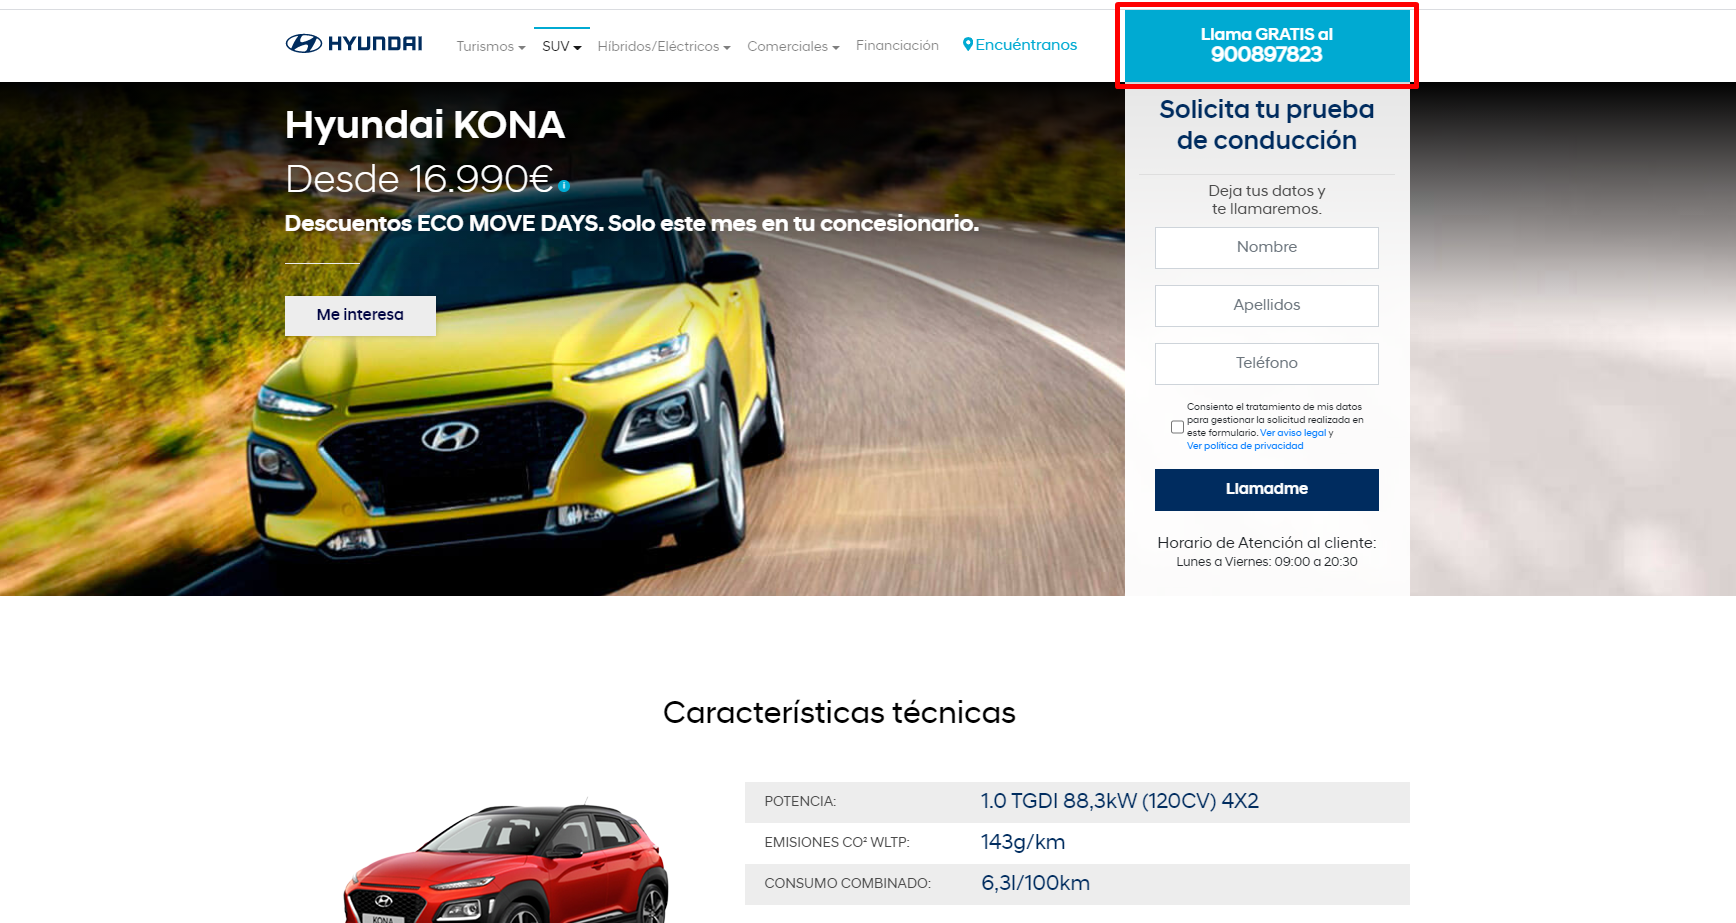 HYUNDAI
Turismos
SUV
Híbridos/Eléctricos
Comerciales
Financiación
Encuéntranos
Llama GRATIS al
900897823
Hyundai KONA
Desde 16.990€
Descuentos ECO MOVE DAYS. Solo este mes en tu concesionario.
Me interesa
Solicita tu prueba
de conducción
Deja tus datos y
te llamaremos.
Nombre
Apellidos
Teléfono
Consiento el tratamiento de mis datos
para gestionar la solicitud realizada en
este formulario. Ver aviso legal y
Ver política de privacidad
Llamadme
Horario de Atención al cliente:
Lunes a Viernes: 09:00 a 20:30
Características técnicas
POTENCIA: 1.0 TGDI 88,3kW (120CV) 4X2
EMISIONES CO² WLTP: 143g/km
CONSUMO COMBINADO: 6,3l/100km
KONA